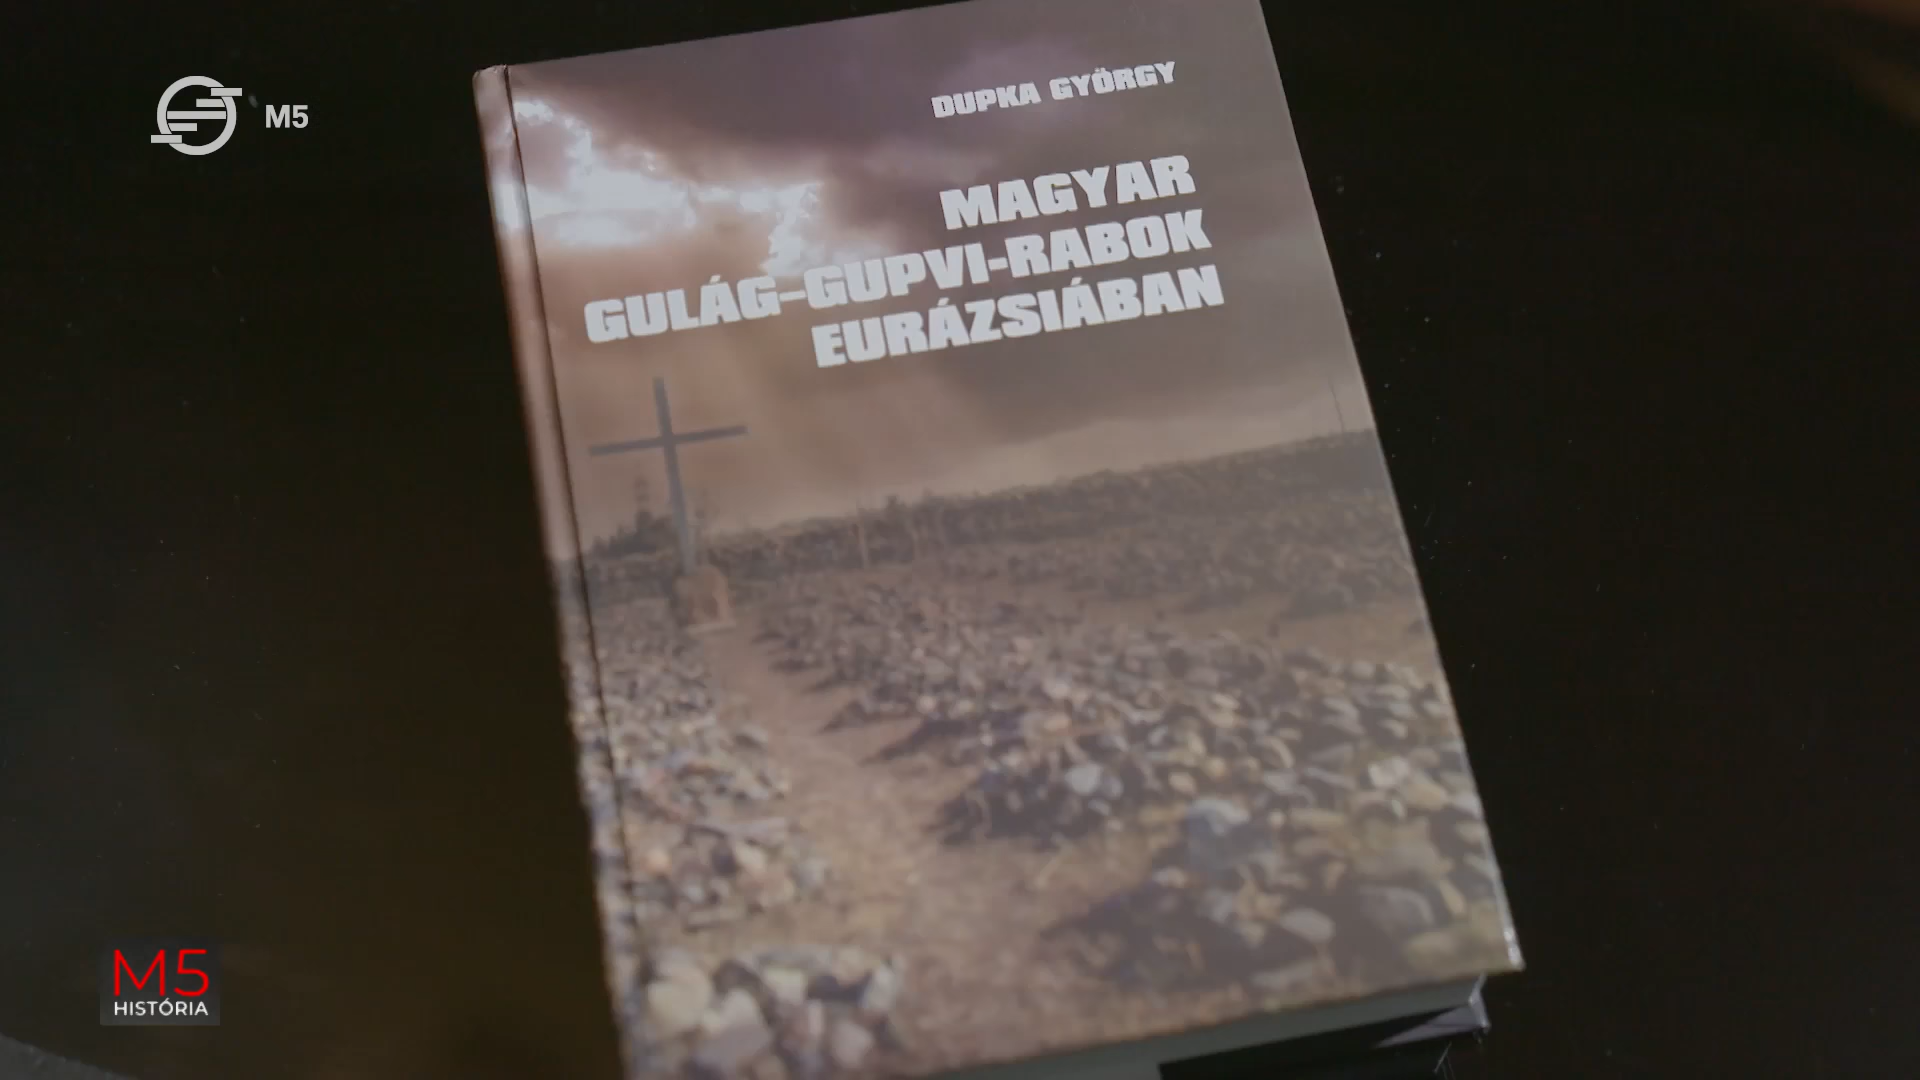 M5
DUPKA GYÖRGY
MAGYAR
GULÁG–GUPVI-RABOK
EURÁZSIÁBAN
M5
HISTÓRIA